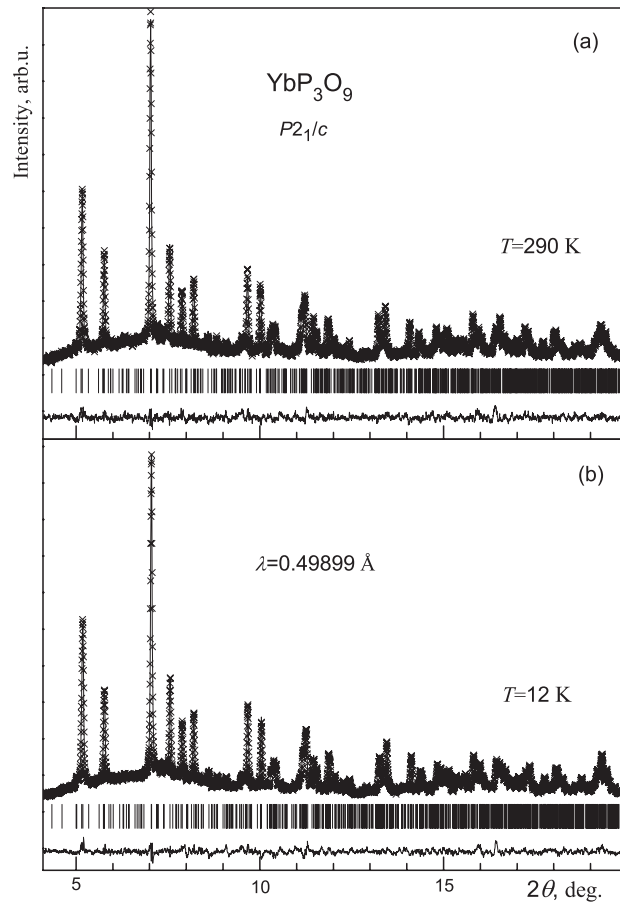 (a)
Intensity, arb.u.
YbP₃O₉
P2₁/c
T=290 K
(b)
λ=0.49899 Å
T=12 K
5 10 15 2θ, deg.